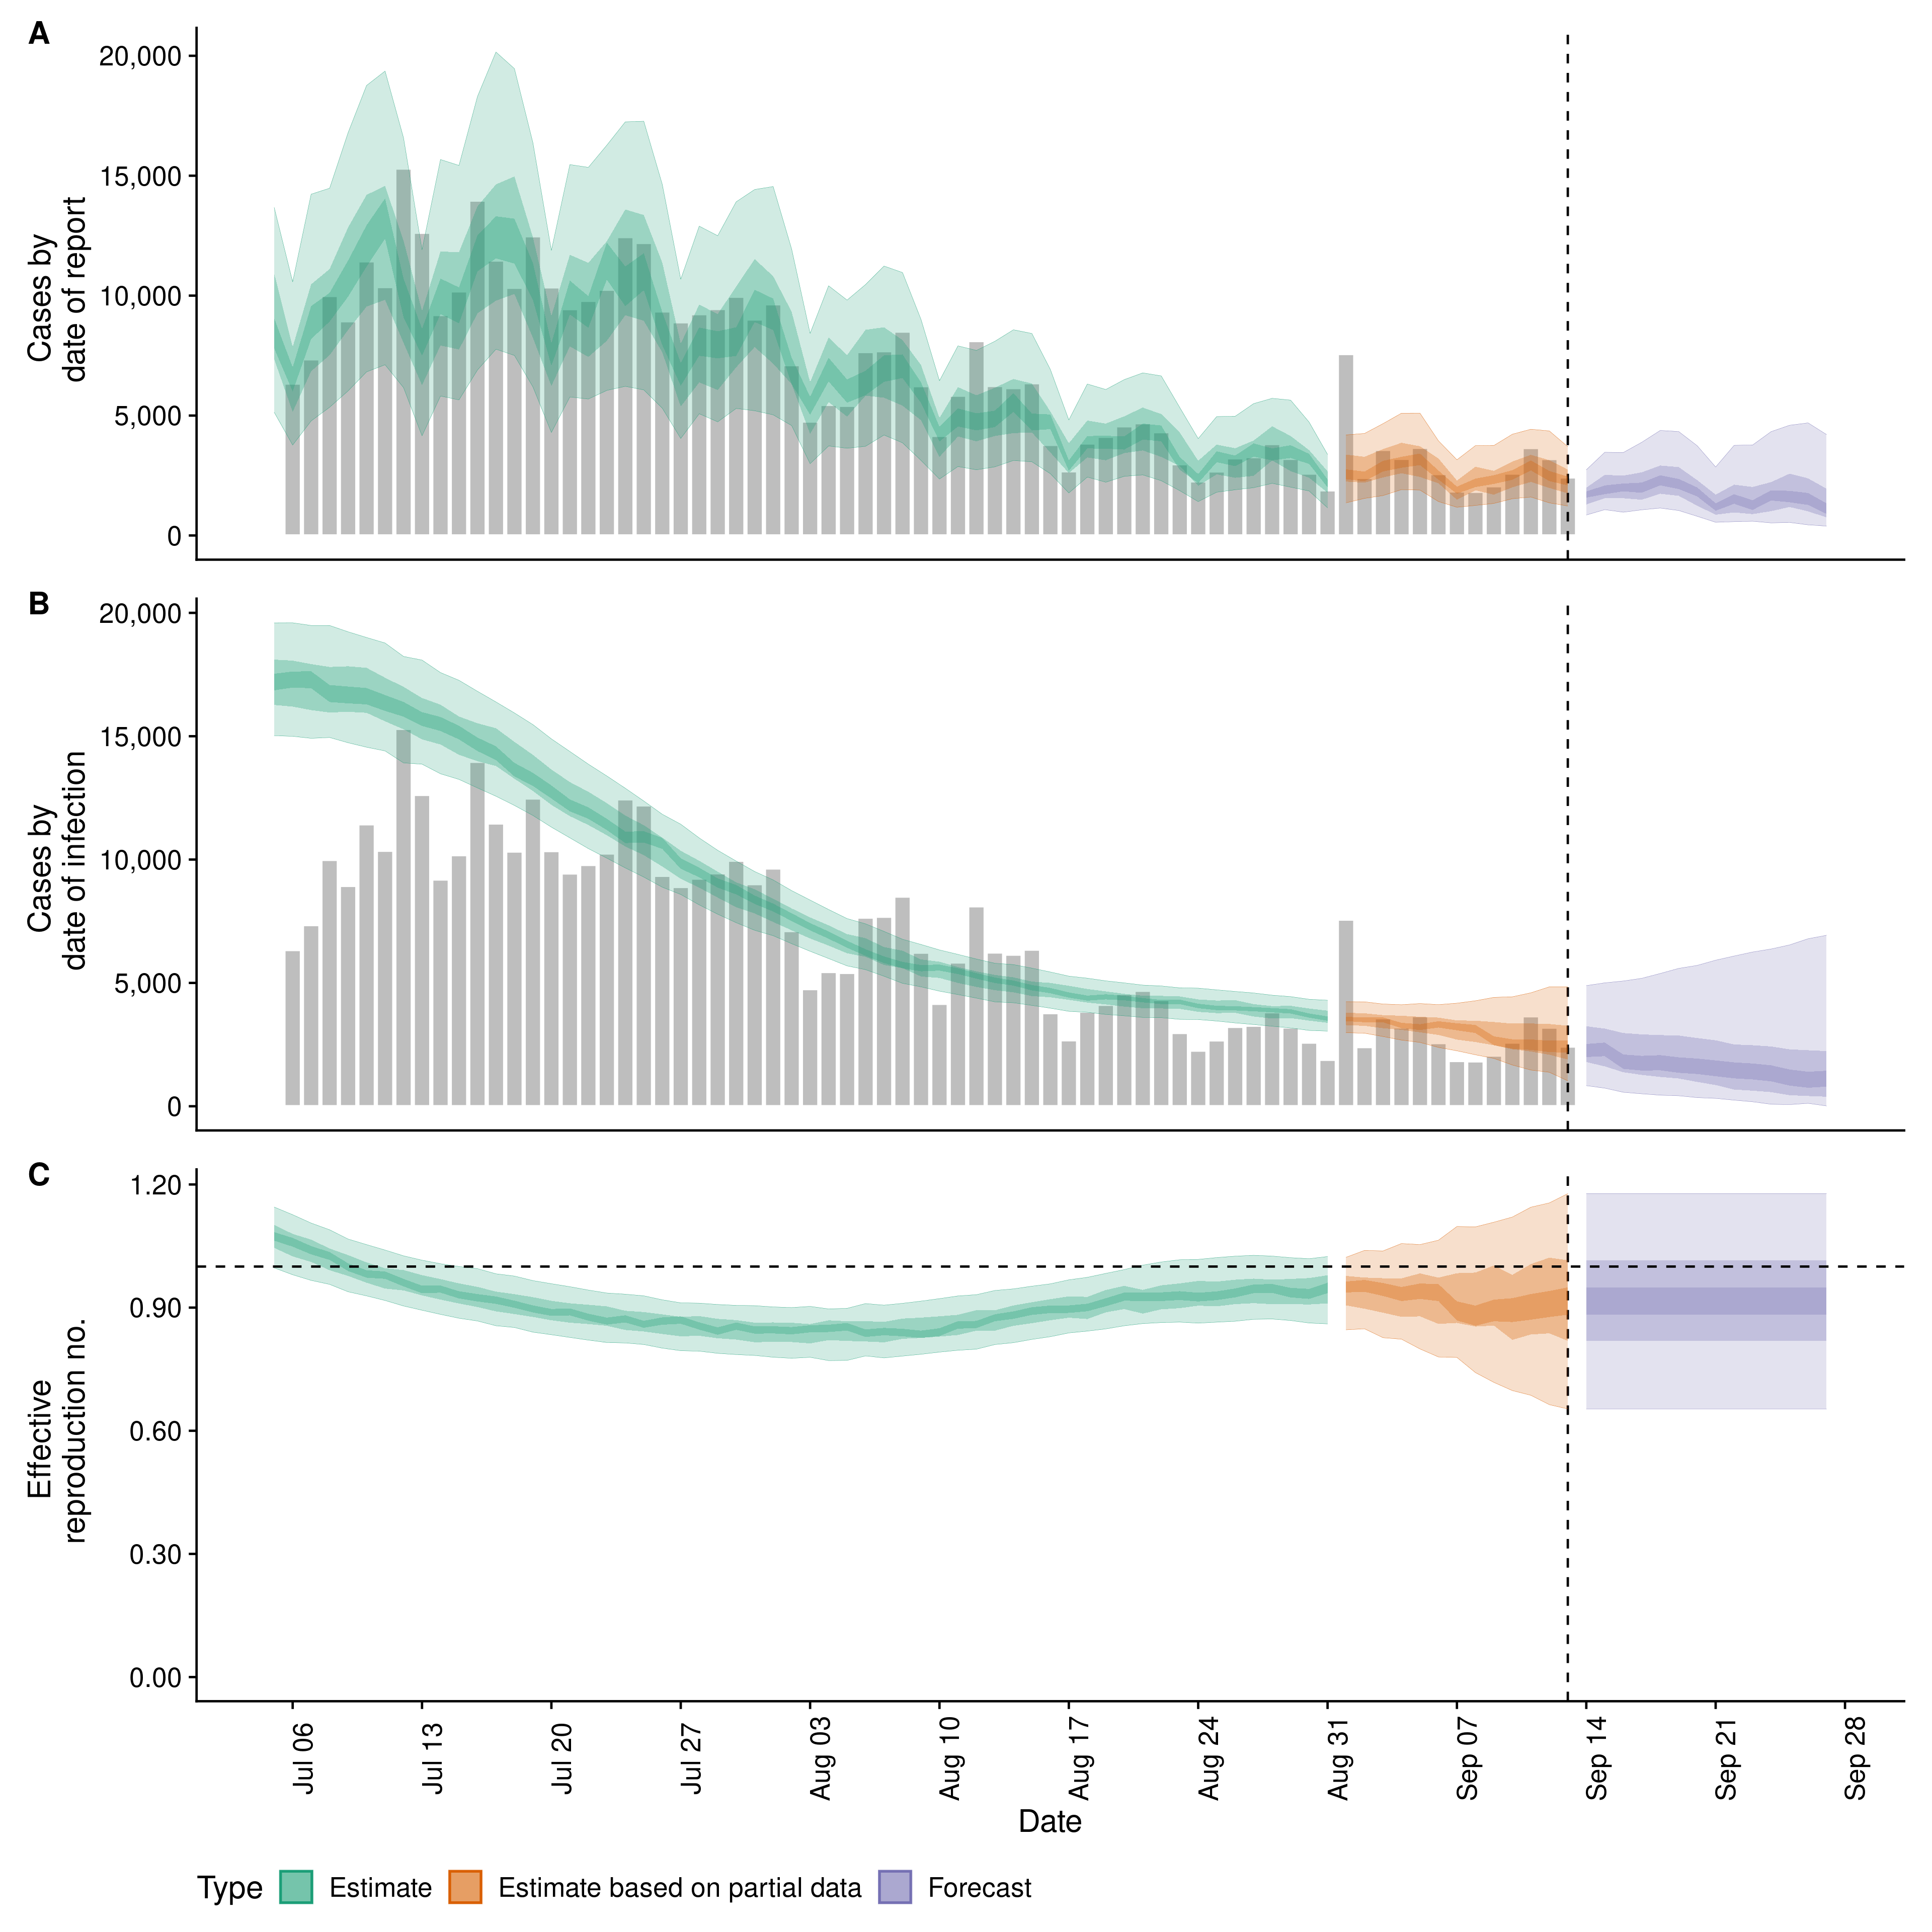 A
Cases by
date of report
20,000
15,000
10,000
5,000
0
B
Cases by
date of infection
20,000
15,000
10,000
5,000
0
C
Effective
reproduction no.
1.20
0.90
0.60
0.30
0.00
Jul 06
Jul 13
Jul 20
Jul 27
Aug 03
Aug 10
Aug 17
Aug 24
Aug 31
Sep 07
Sep 14
Sep 21
Sep 28
Date
Type Estimate Estimate based on partial data Forecast